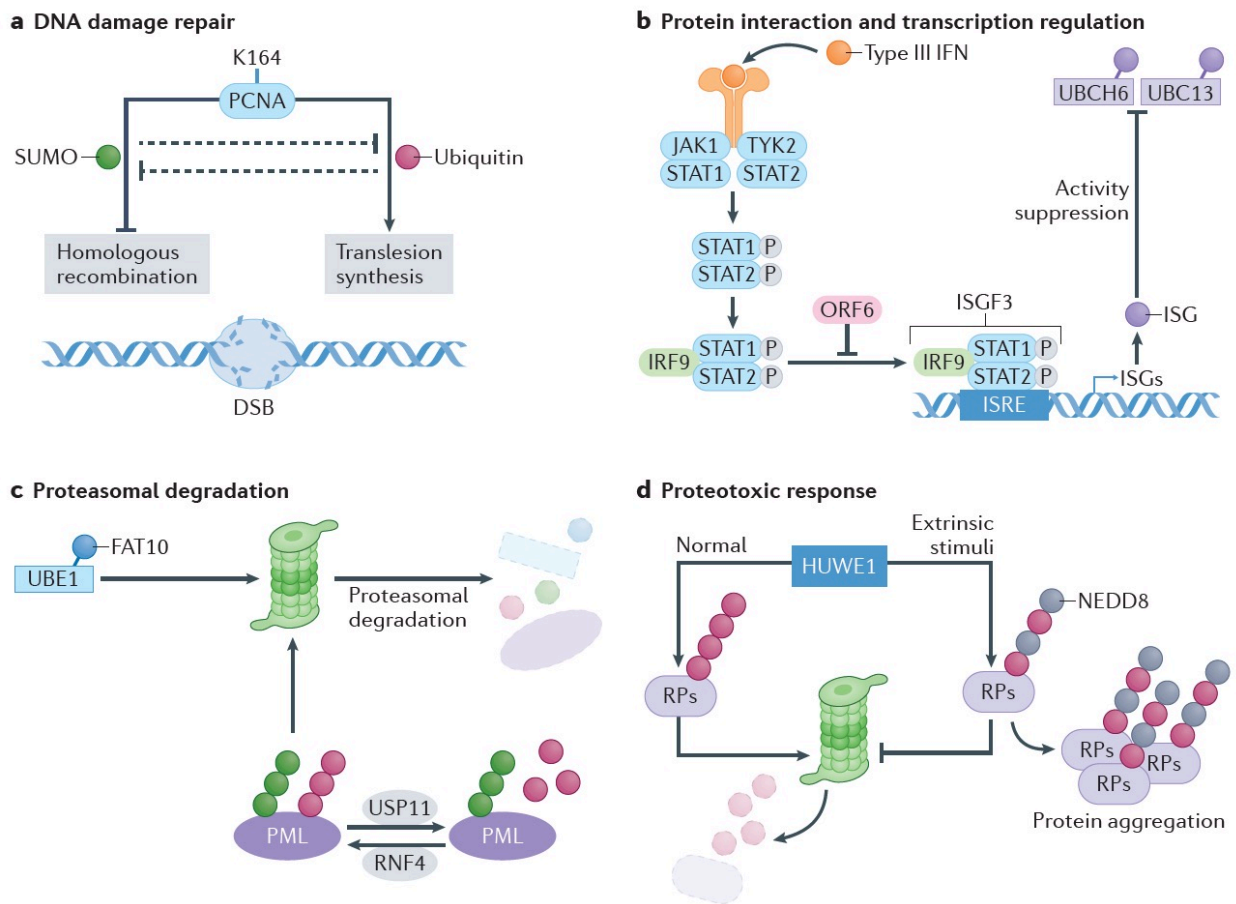 a DNA damage repair
K164
PCNA
SUMO
Ubiquitin
Homologous
recombination
Translesion
synthesis
DSB
b Protein interaction and transcription regulation
Type III IFN
UBCH6
UBC13
JAK1
TYK2
STAT1
STAT2
Activity
suppression
STAT1 P
STAT2 P
ORF6
ISGF3
ISG
IRF9
STAT1 P
STAT2 P
IRF9
STAT1 P
STAT2 P
ISGs
ISRE
c Proteasomal degradation
FAT10
UBE1
Proteasomal
degradation
USP11
PML
PML
RNF4
d Proteotoxic response
Normal
Extrinsic
stimuli
HUWE1
NEDD8
RPs
RPs
RPs
RPs
RPs
Protein aggregation